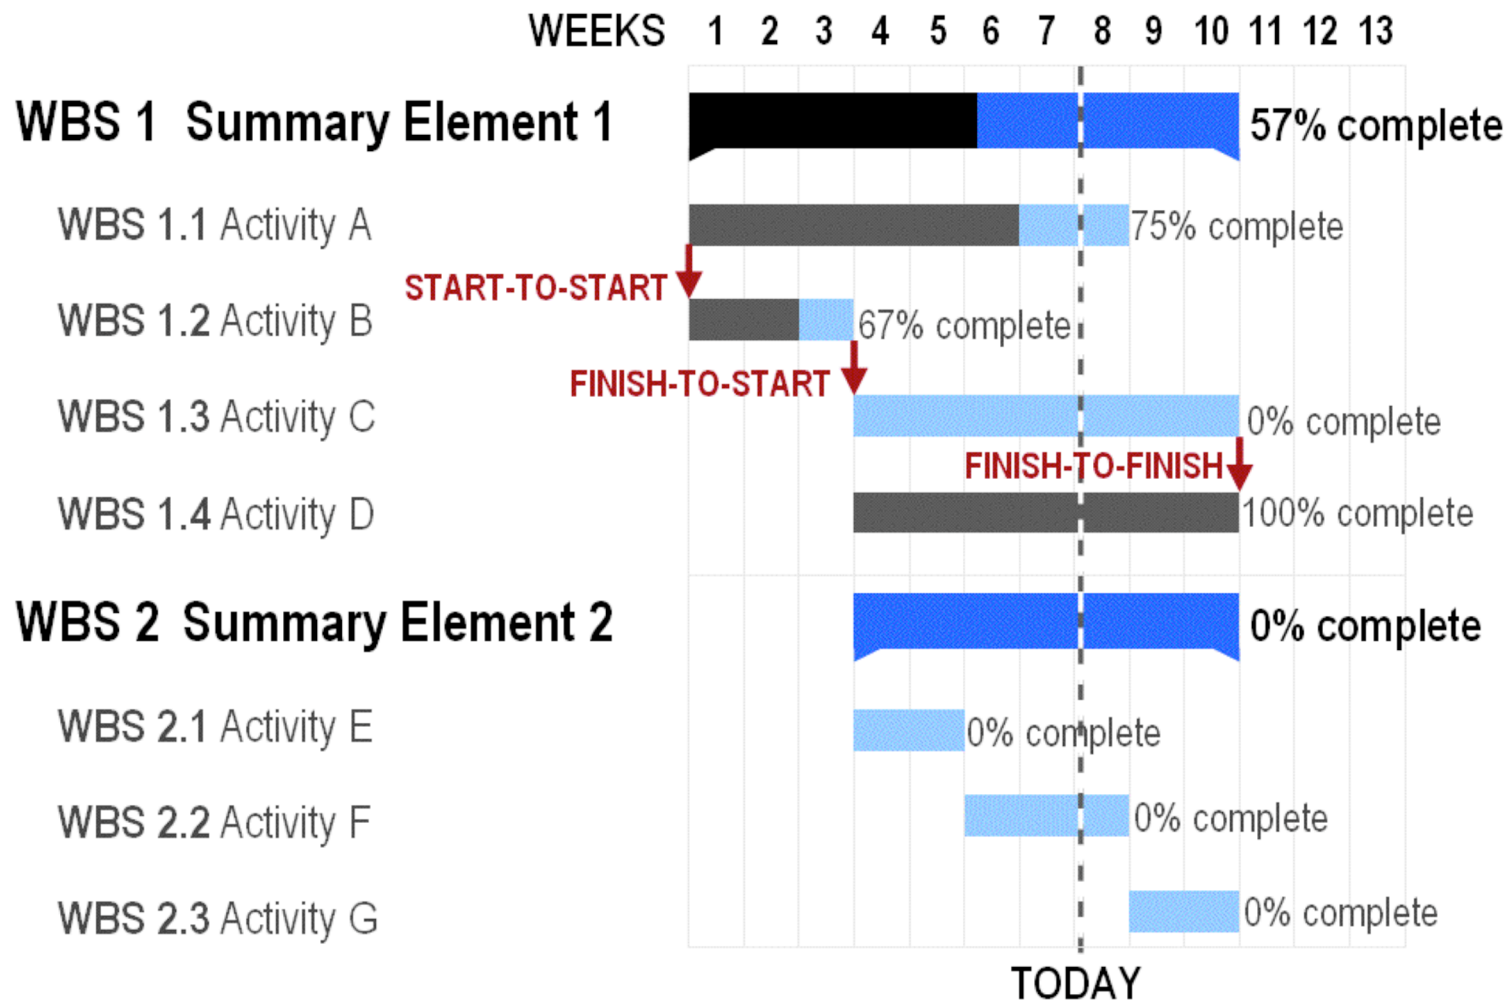 WEEKS 1 2 3 4 5 6 7 8 9 10 11 12 13
WBS 1 Summary Element 1 57% complete
WBS 1.1 Activity A 75% complete
START-TO-START
WBS 1.2 Activity B 67% complete
FINISH-TO-START
WBS 1.3 Activity C 0% complete
FINISH-TO-FINISH
WBS 1.4 Activity D 100% complete
WBS 2 Summary Element 2 0% complete
WBS 2.1 Activity E 0% complete
WBS 2.2 Activity F 0% complete
WBS 2.3 Activity G 0% complete
TODAY